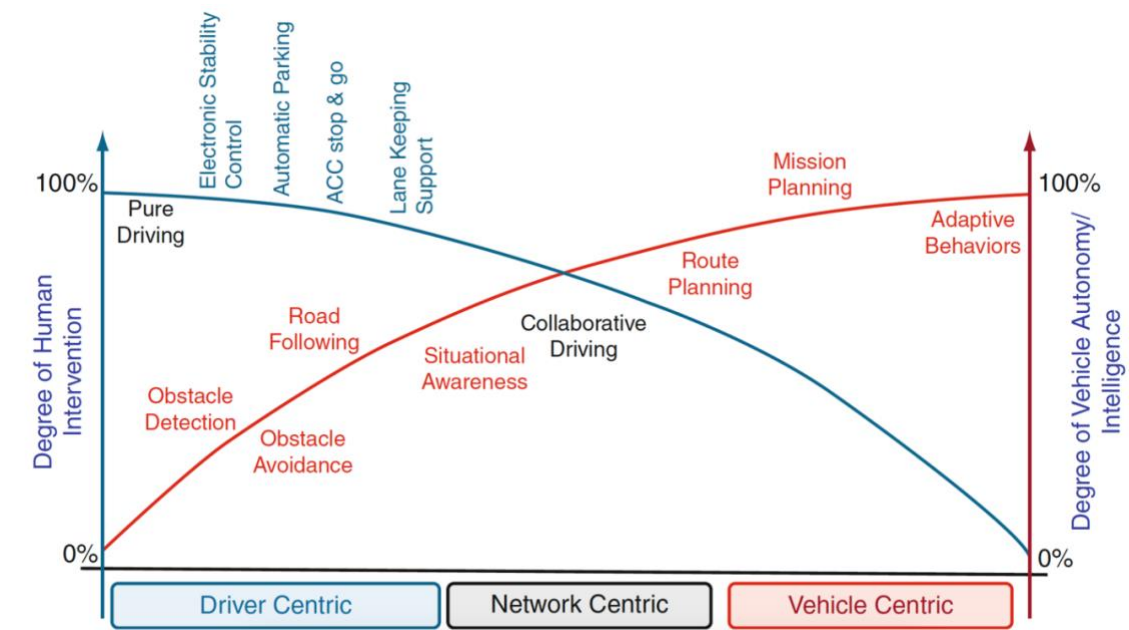 Electronic Stability
Control
Automatic Parking
ACC stop & go
Lane Keeping
Support
100%
Pure
Driving
Mission
Planning
100%
Adaptive
Behaviors
Route
Planning
Road
Following
Collaborative
Driving
Situational
Awareness
Obstacle
Detection
Obstacle
Avoidance
Degree of Human
Intervention
Degree of Vehicle Autonomy/
Intelligence
0%
0%
Driver Centric
Network Centric
Vehicle Centric